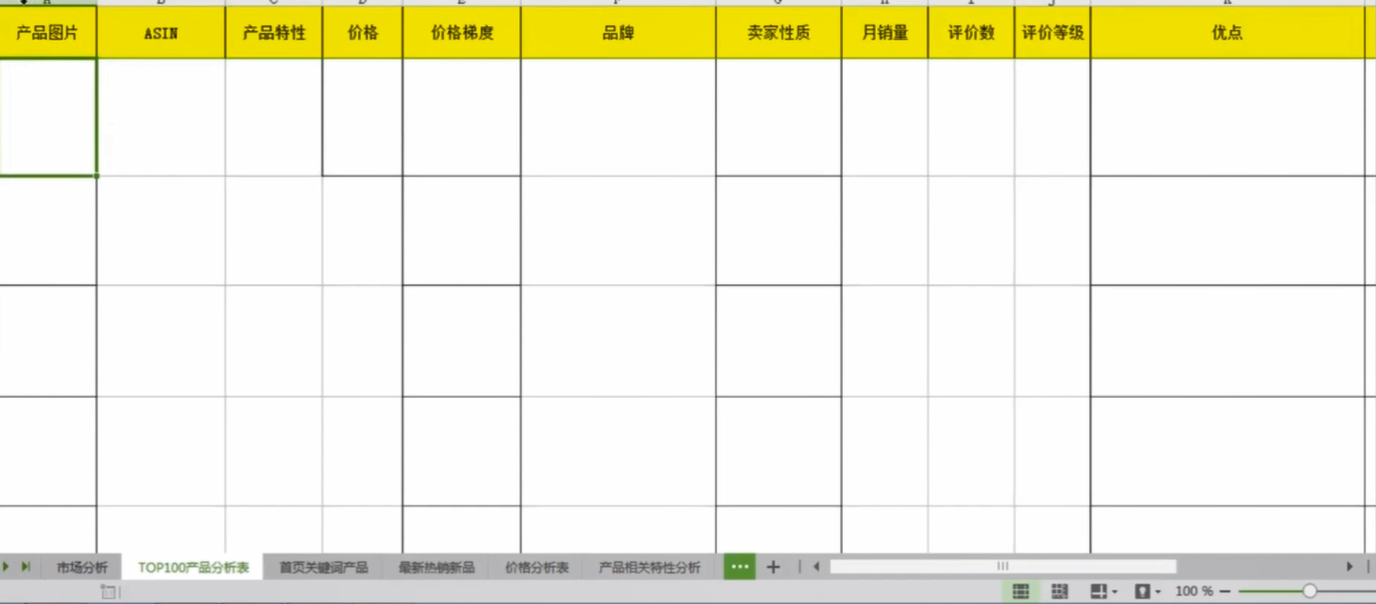 产品图片 ASIN 产品特性 价格 价格梯度 品牌 卖家性质 月销量 评价数 评价等级 优点
市场分析 TOP100产品分析表 首页关键词产品 最新热销新品 价格分析表 产品相关特性分析 ··· +
100 %